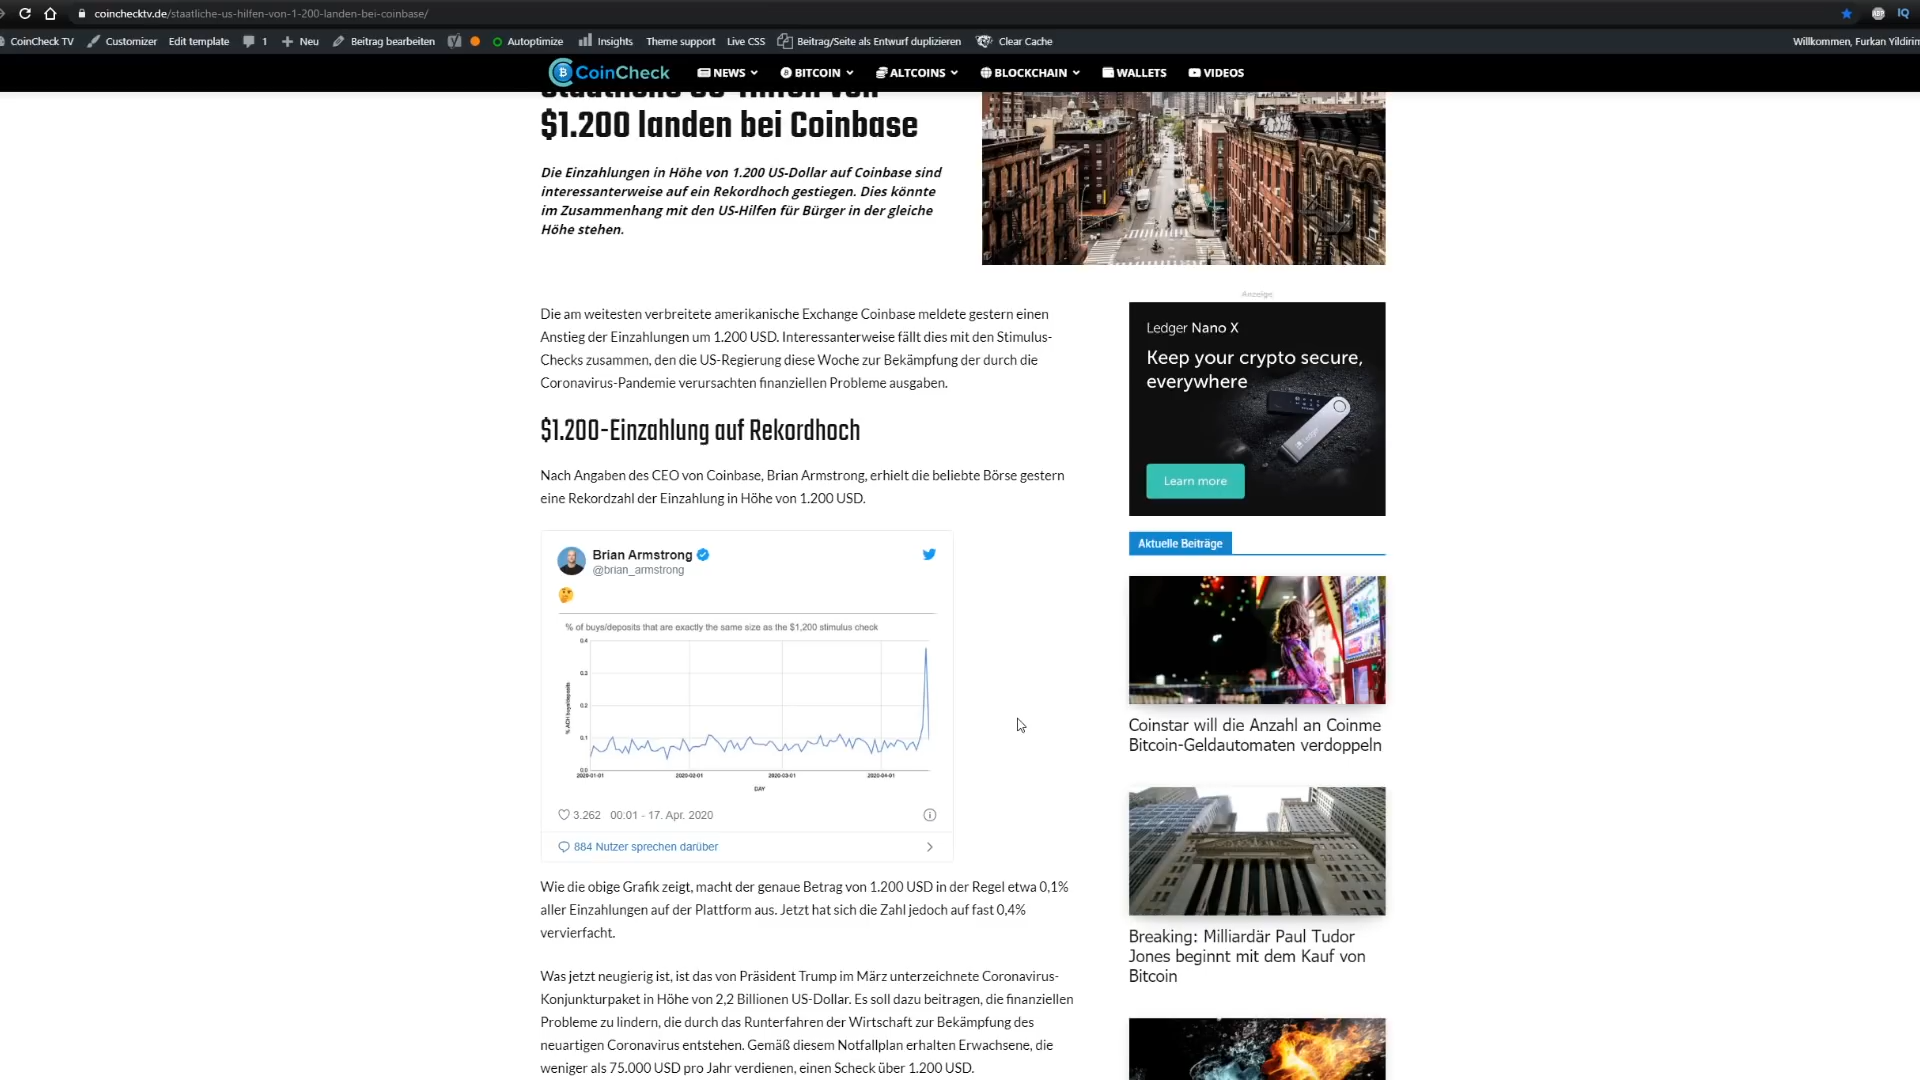 coinchecktv.de/staatliche-us-hilfen-von-1-200-landen-bei-coinbase/
IQ
CoinCheck TV Customizer Edit template 1 Neu Beitrag bearbeiten Autoptimize Insights Theme support Live CSS Beitrag/Seite als Entwurf duplizieren Clear Cache Willkommen, Furkan Yildirim
CoinCheck NEWS BITCOIN ALTCOINS BLOCKCHAIN WALLETS VIDEOS
Staatliche US-Hilfen von
$1.200 landen bei Coinbase
Die Einzahlungen in Höhe von 1.200 US-Dollar auf Coinbase sind
interessanterweise auf ein Rekordhoch gestiegen. Dies könnte
im Zusammenhang mit den US-Hilfen für Bürger in der gleiche
Höhe stehen.
Die am weitesten verbreitete amerikanische Exchange Coinbase meldete gestern einen
Anstieg der Einzahlungen um 1.200 USD. Interessanterweise fällt dies mit den Stimulus-
Checks zusammen, den die US-Regierung diese Woche zur Bekämpfung der durch die
Coronavirus-Pandemie verursachten finanziellen Probleme ausgaben.
$1.200-Einzahlung auf Rekordhoch
Nach Angaben des CEO von Coinbase, Brian Armstrong, erhielt die beliebte Börse gestern
eine Rekordzahl der Einzahlung in Höhe von 1.200 USD.
Brian Armstrong
@brian_armstrong
% of buys/deposits that are exactly the same size as the $1,200 stimulus check
0.4
0.3
0.2
0.1
0.0
% ACH buys/deposits
2020-01-01 2020-02-01 2020-03-01 2020-04-01
DAY
3.262 00:01 - 17. Apr. 2020
884 Nutzer sprechen darüber
Wie die obige Grafik zeigt, macht der genaue Betrag von 1.200 USD in der Regel etwa 0,1%
aller Einzahlungen auf der Plattform aus. Jetzt hat sich die Zahl jedoch auf fast 0,4%
vervierfacht.
Was jetzt neugierig ist, ist das von Präsident Trump im März unterzeichnete Coronavirus-
Konjunkturpaket in Höhe von 2,2 Billionen US-Dollar. Es soll dazu beitragen, die finanziellen
Probleme zu lindern, die durch das Runterfahren der Wirtschaft zur Bekämpfung des
neuartigen Coronavirus entstehen. Gemäß diesem Notfallplan erhalten Erwachsene, die
weniger als 75.000 USD pro Jahr verdienen, einen Scheck über 1.200 USD.
Anzeige
Ledger Nano X
Keep your crypto secure,
everywhere
Learn more
Aktuelle Beiträge
Coinstar will die Anzahl an Coinme
Bitcoin-Geldautomaten verdoppeln
Breaking: Milliardär Paul Tudor
Jones beginnt mit dem Kauf von
Bitcoin